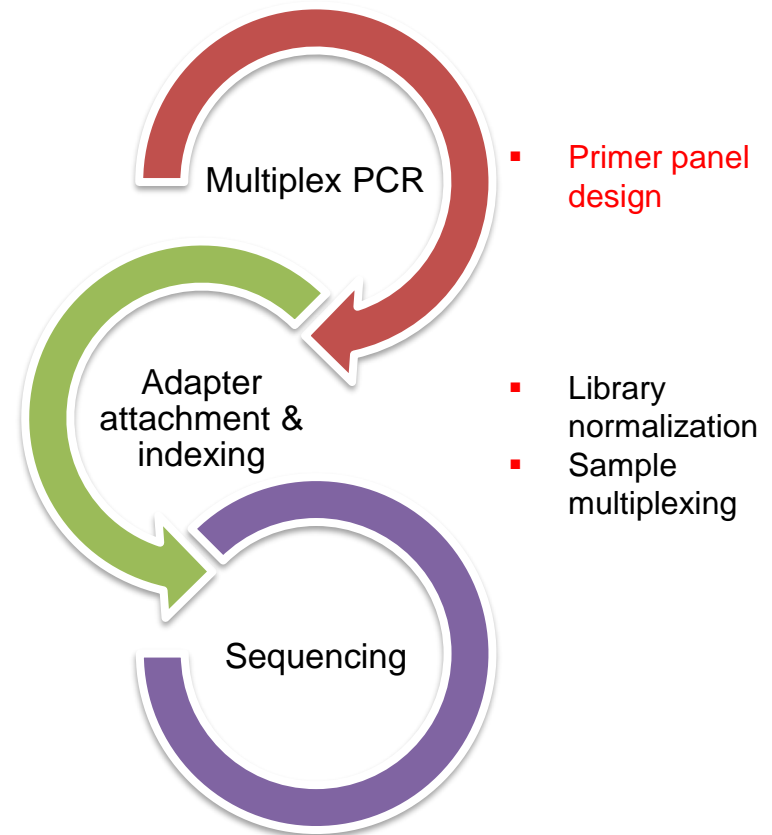 Multiplex PCR
▪ Primer panel
design
Adapter
attachment &
indexing
▪ Library
normalization
▪ Sample
multiplexing
Sequencing